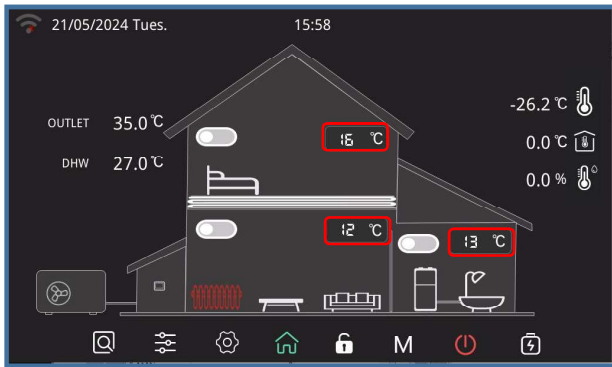 21/05/2024 Tues.
15:58
OUTLET 35.0 ℃
DHW 27.0 ℃
-26.2 ℃
0.0 ℃
0.0 %
16 ℃
12 ℃
13 ℃
M